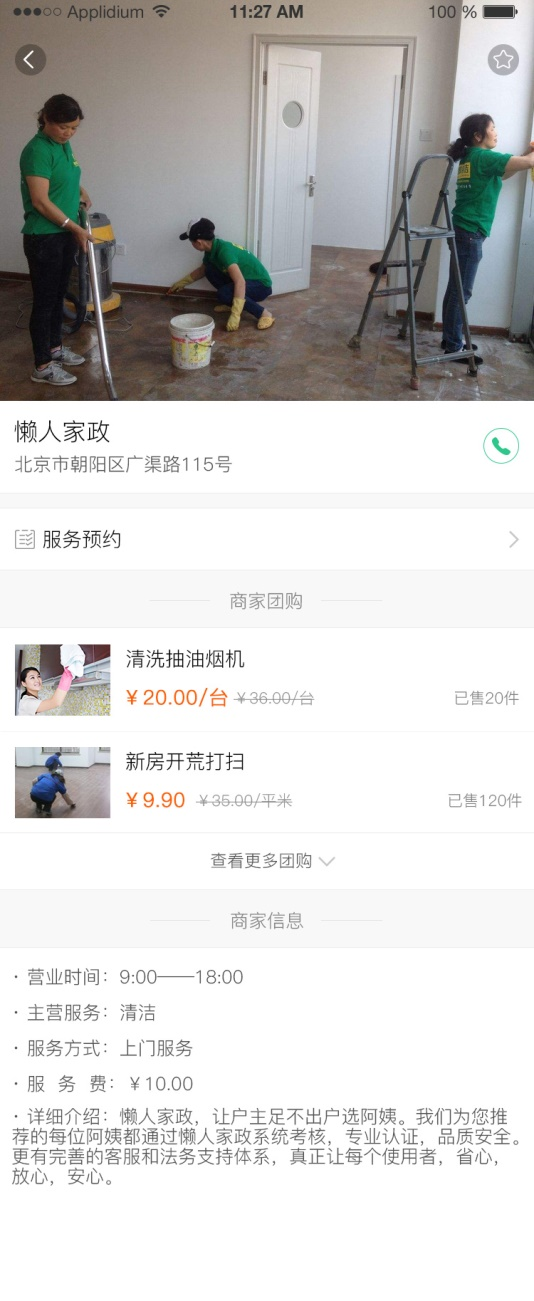 Applidium 11:27 AM 100 %
懒人家政
北京市朝阳区广渠路115号
服务预约
商家团购
清洗抽油烟机
￥20.00/台 ￥36.00/台 已售20件
新房开荒打扫
￥9.90 ￥35.00/平米 已售120件
查看更多团购
商家信息
· 营业时间：9:00——18:00
· 主营服务：清洁
· 服务方式：上门服务
· 服 务 费：￥10.00
· 详细介绍：懒人家政，让户主足不出户选阿姨。我们为您推
荐的每位阿姨都通过懒人家政系统考核，专业认证，品质安全。
更有完善的客服和法务支持体系，真正让每个使用者，省心，
放心，安心。